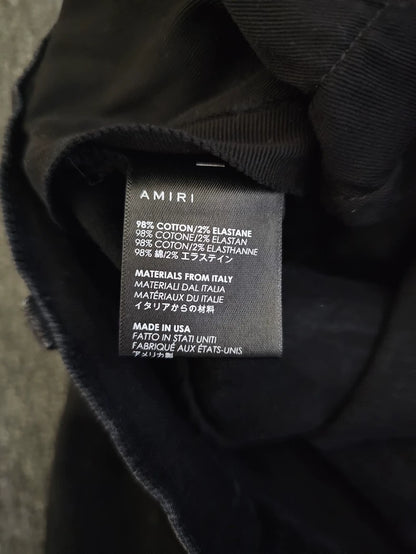 AMIRI
98% COTTON/2% ELASTANE
98% COTONE/2% ELASTAN
98% COTON/2% ELASTHANNE
98% 綿/2% エラステイン
MATERIALS FROM ITALY
MATERIALI DAL ITALIA
MATÉRIAUX DU ITALIE
イタリアからの材料
MADE IN USA
FATTO IN STATI UNITI
FABRIQUÉ AUX ÉTATS-UNIS
アメリカ製